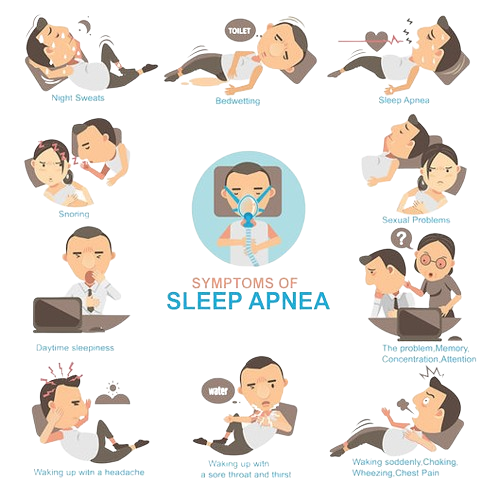 TOILET
Night Sweats
Bedwetting
Sleep Apnea
z z z
Snoring
Sexual Problems
SYMPTOMS OF
SLEEP APNEA
?
Daytime sleepiness
The problem,Memory,
Concentration,Attention
water
Waking up witn a headache
Waking up with
a sore throat and thirst
Waking suddenly,Choking,
Wheezing,Chest Pain